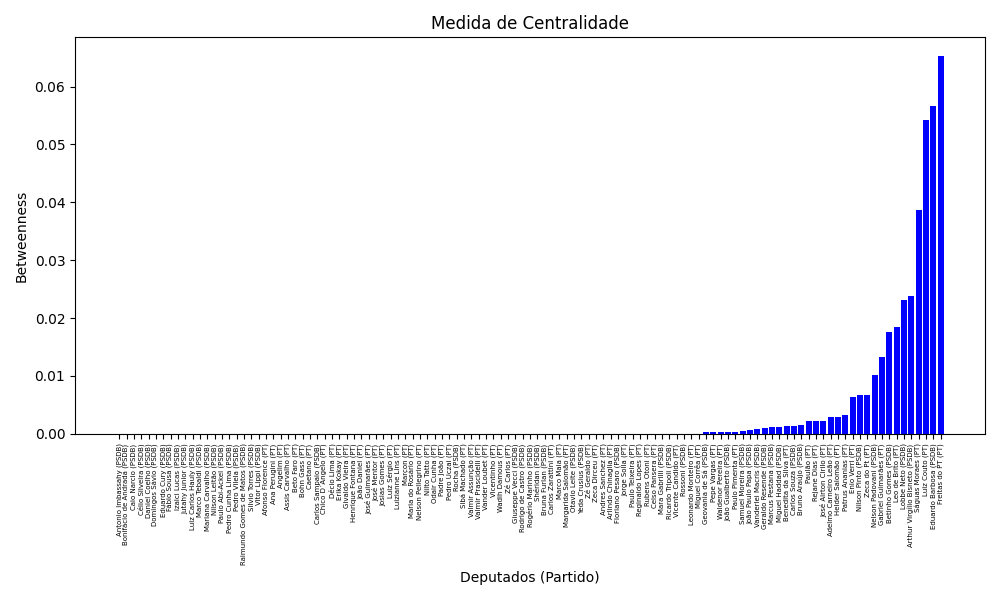 Medida de Centralidade
Betweenness
0.06
0.05
0.04
0.03
0.02
0.01
0.00
Antonio Imbassahy (PSDB)
Bonifácio de Andrada (PSDB)
Caio Narcio (PSDB)
Célio Silveira (PSDB)
Daniel Coelho (PSDB)
Domingos Sávio (PSDB)
Eduardo Cury (PSDB)
Fábio Sousa (PSDB)
Izalci Lucas (PSDB)
Jutahy Junior (PSDB)
Luiz Carlos Hauly (PSDB)
Marco Tebaldi (PSDB)
Mariana Carvalho (PSDB)
Nilson Leitão (PSDB)
Paulo Abi-Ackel (PSDB)
Pedro Cunha Lima (PSDB)
Pedro Vilela (PSDB)
Raimundo Gomes de Matos (PSDB)
Silvio Torres (PSDB)
Vitor Lippi (PSDB)
Afonso Florence (PT)
Ana Perugini (PT)
Angelim (PT)
Assis Carvalho (PT)
Beto Faro (PT)
Bohn Gass (PT)
Caetano (PT)
Carlos Sampaio (PSDB)
Chico D'Angelo (PT)
Décio Lima (PT)
Erika Kokay (PT)
Givaldo Vieira (PT)
Henrique Fontana (PT)
João Daniel (PT)
José Guimarães (PT)
José Mentor (PT)
Josias Gomes (PT)
Luiz Sérgio (PT)
Luizianne Lins (PT)
Marcon (PT)
Maria do Rosário (PT)
Nelson Pellegrino (PT)
Nilto Tatto (PT)
Odair Cunha (PT)
Padre João (PT)
Pedro Uczai (PT)
Rocha (PSDB)
Sibá Machado (PT)
Valmir Assunção (PT)
Valmir Prascidelli (PT)
Vander Loubet (PT)
Vicentinho (PT)
Wadih Damous (PT)
Zé Carlos (PT)
Giuseppe Vecci (PSDB)
Rodrigo de Castro (PSDB)
Rogério Marinho (PSDB)
Shéridan (PSDB)
Bruna Furlan (PSDB)
Carlos Zarattini (PT)
Marco Maia (PT)
Margarida Salomão (PT)
Otavio Leite (PSDB)
Yeda Crusius (PSDB)
Zé Geraldo (PT)
Zeca Dirceu (PT)
Andres Sanchez (PT)
Arlindo Chinaglia (PT)
Floriano Pesaro (PSDB)
Jorge Solla (PT)
Paulo Teixeira (PT)
Reginaldo Lopes (PT)
Rubens Otoni (PT)
Celso Pansera (PT)
Mara Gabrilli (PSDB)
Ricardo Tripoli (PSDB)
Vicente Candido (PT)
Rossoni (PSDB)
Leonardo Monteiro (PT)
Miguel Corrêa (PT)
Geovania de Sá (PSDB)
Pepe Vargas (PT)
Waldenor Pereira (PT)
João Gualberto (PSDB)
Paulo Pimenta (PT)
Samuel Moreira (PSDB)
João Paulo Papa (PSDB)
Vanderlei Macris (PSDB)
Geraldo Resende (PSDB)
Marcus Pestana (PSDB)
Miguel Haddad (PSDB)
Benedita da Silva (PT)
Carlos Souza (PSDB)
Bruno Araújo (PSDB)
Paulão (PT)
Rejane Dias (PT)
José Airton Cirilo (PT)
Adelmo Carneiro Leão (PT)
Helder Salomão (PT)
Patrus Ananias (PT)
Enio Verri (PT)
Nilson Pinto (PSDB)
Zeca do Pt (PT)
Nelson Padovani (PSDB)
Gabriel Guimarães (PT)
Betinho Gomes (PSDB)
Leo de Brito (PT)
Lobbe Neto (PSDB)
Arthur Virgílio Bisneto (PSDB)
Ságuas Moraes (PT)
Luiz Couto (PT)
Eduardo Barbosa (PSDB)
Freitas do PT (PT)
Deputados (Partido)